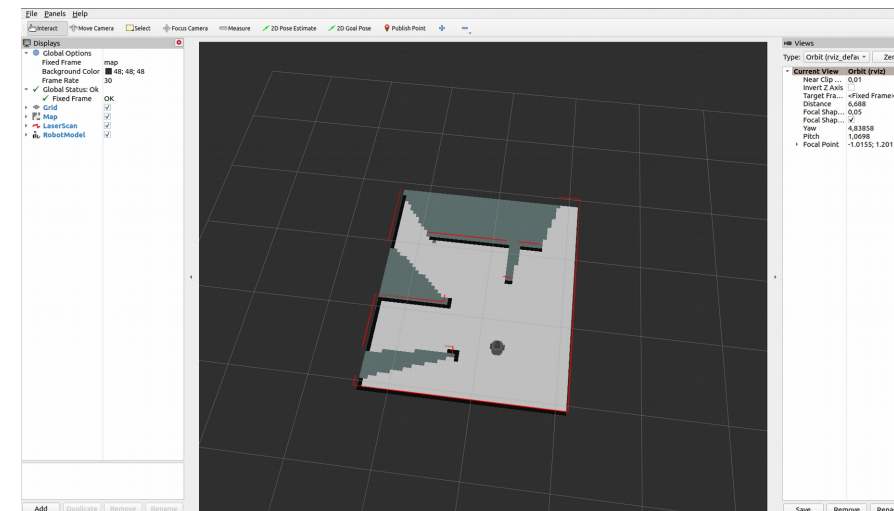 File Panels Help
Interact Move Camera Select Focus Camera Measure 2D Pose Estimate 2D Goal Pose Publish Point
Displays
Global Options
Fixed Frame map
Background Color 48; 48; 48
Frame Rate 30
Global Status: Ok
Fixed Frame OK
Grid
Map
LaserScan
RobotModel
Add Duplicate Remove Rename
Views
Type: Orbit (rviz_defau Zer
Current View Orbit (rviz)
Near Clip ... 0,01
Invert Z Axis
Target Fra... <Fixed Frame>
Distance 6,688
Focal Shap... 0,05
Focal Shap...
Yaw 4,83858
Pitch 1,0698
Focal Point -1.0155; 1.201
Save Remove Rena